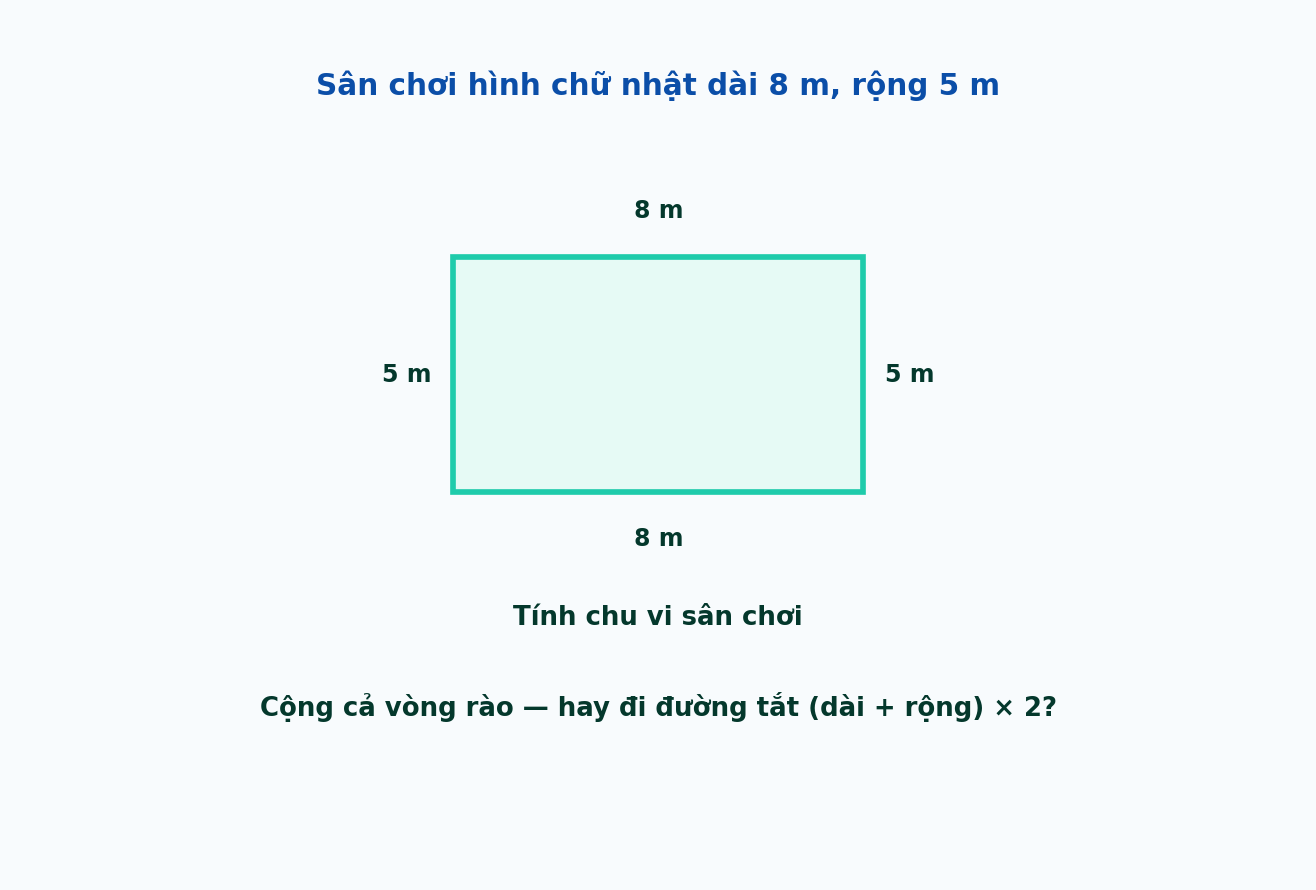 Sân chơi hình chữ nhật dài 8 m, rộng 5 m
8 m
5 m
5 m
8 m
Tính chu vi sân chơi
Cộng cả vòng rào — hay đi đường tắt (dài + rộng) × 2?